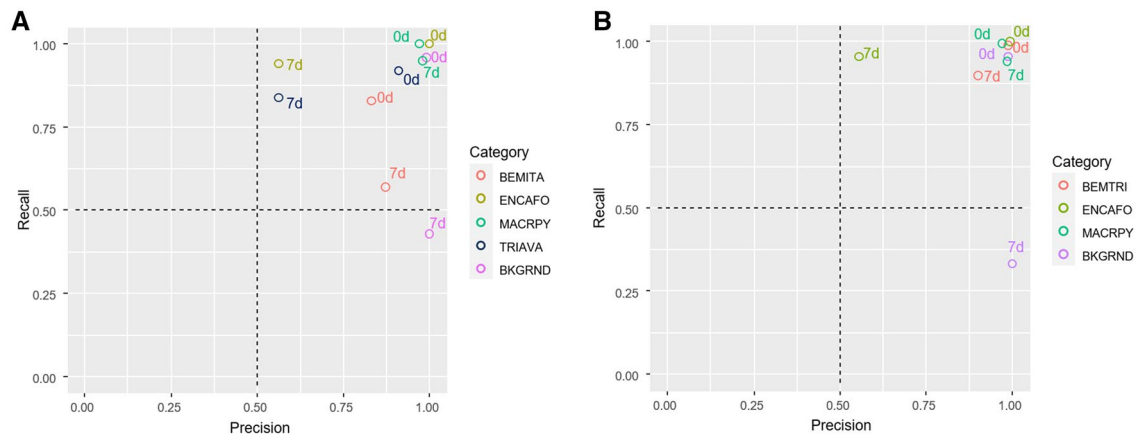 A
1.00
0.75
0.50
0.25
0.00
Recall
0.00 0.25 0.50 0.75 1.00
Precision
0d
0d
0d
7d
0d
7d
7d
0d
7d
7d
Category
BEMITA
ENCAFO
MACRPY
TRIAVA
BKGRND
B
1.00
0.75
0.50
0.25
0.00
Recall
0.00 0.25 0.50 0.75 1.00
Precision
0d
0d
0d
0d
7d
7d
7d
7d
Category
BEMTRI
ENCAFO
MACRPY
BKGRND